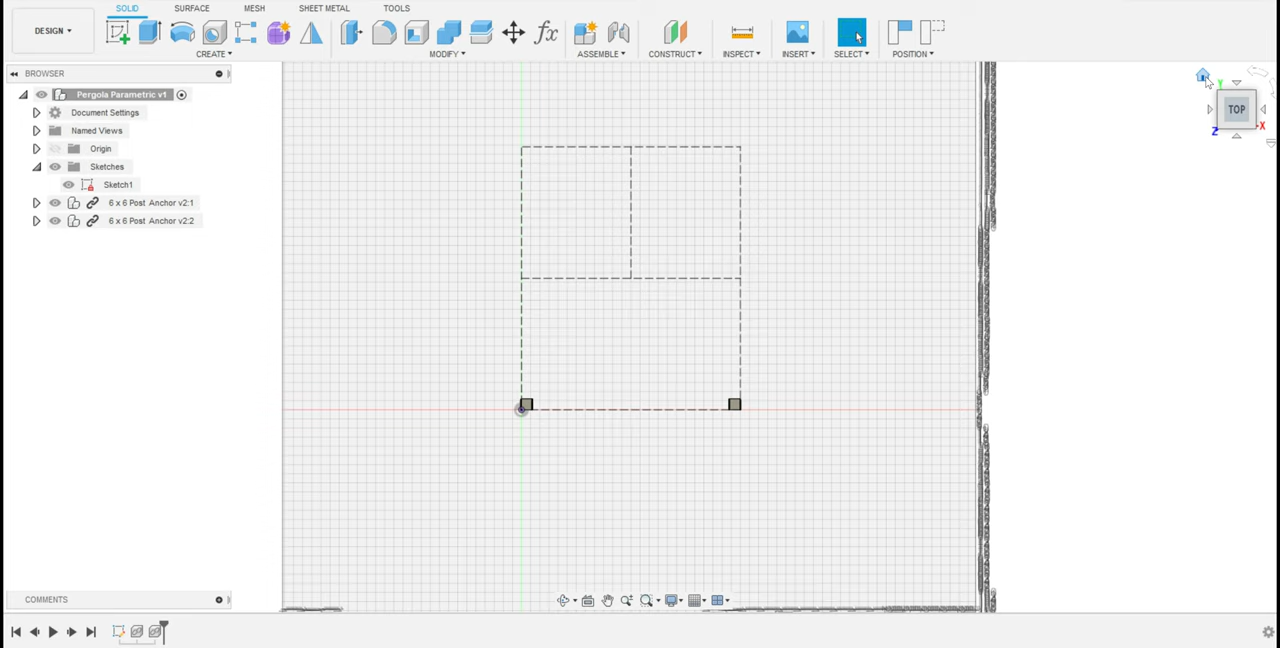 DESIGN
SOLID SURFACE MESH SHEET METAL TOOLS
CREATE MODIFY ASSEMBLE CONSTRUCT INSPECT INSERT SELECT POSITION
fx
BROWSER
Pergola Parametric v1
Document Settings
Named Views
Origin
Sketches
Sketch1
6 x 6 Post Anchor v2:1
6 x 6 Post Anchor v2:2
Y
TOP
Z
X
COMMENTS